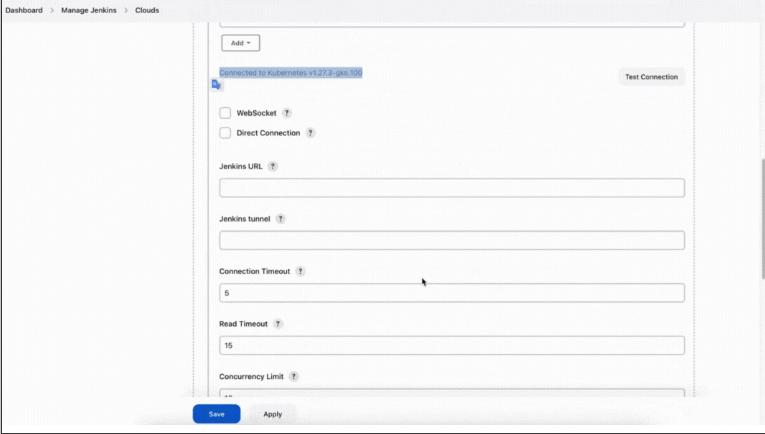 Dashboard > Manage Jenkins > Clouds
Add
Connected to Kubernetes v1.27.3-gke.100
Test Connection
WebSocket ?
Direct Connection ?
Jenkins URL ?
Jenkins tunnel ?
Connection Timeout ?
5
Read Timeout ?
15
Concurrency Limit ?
Save Apply